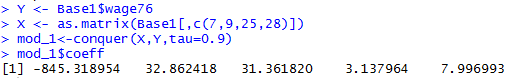 > Y <- Base1$wage76
> X <- as.matrix(Base1[,c(7,9,25,28)])
> mod_1<-conquer(X,Y,tau=0.9)
> mod_1$coeff
[1] -845.318954   32.862418   31.361820    3.137964    7.996993